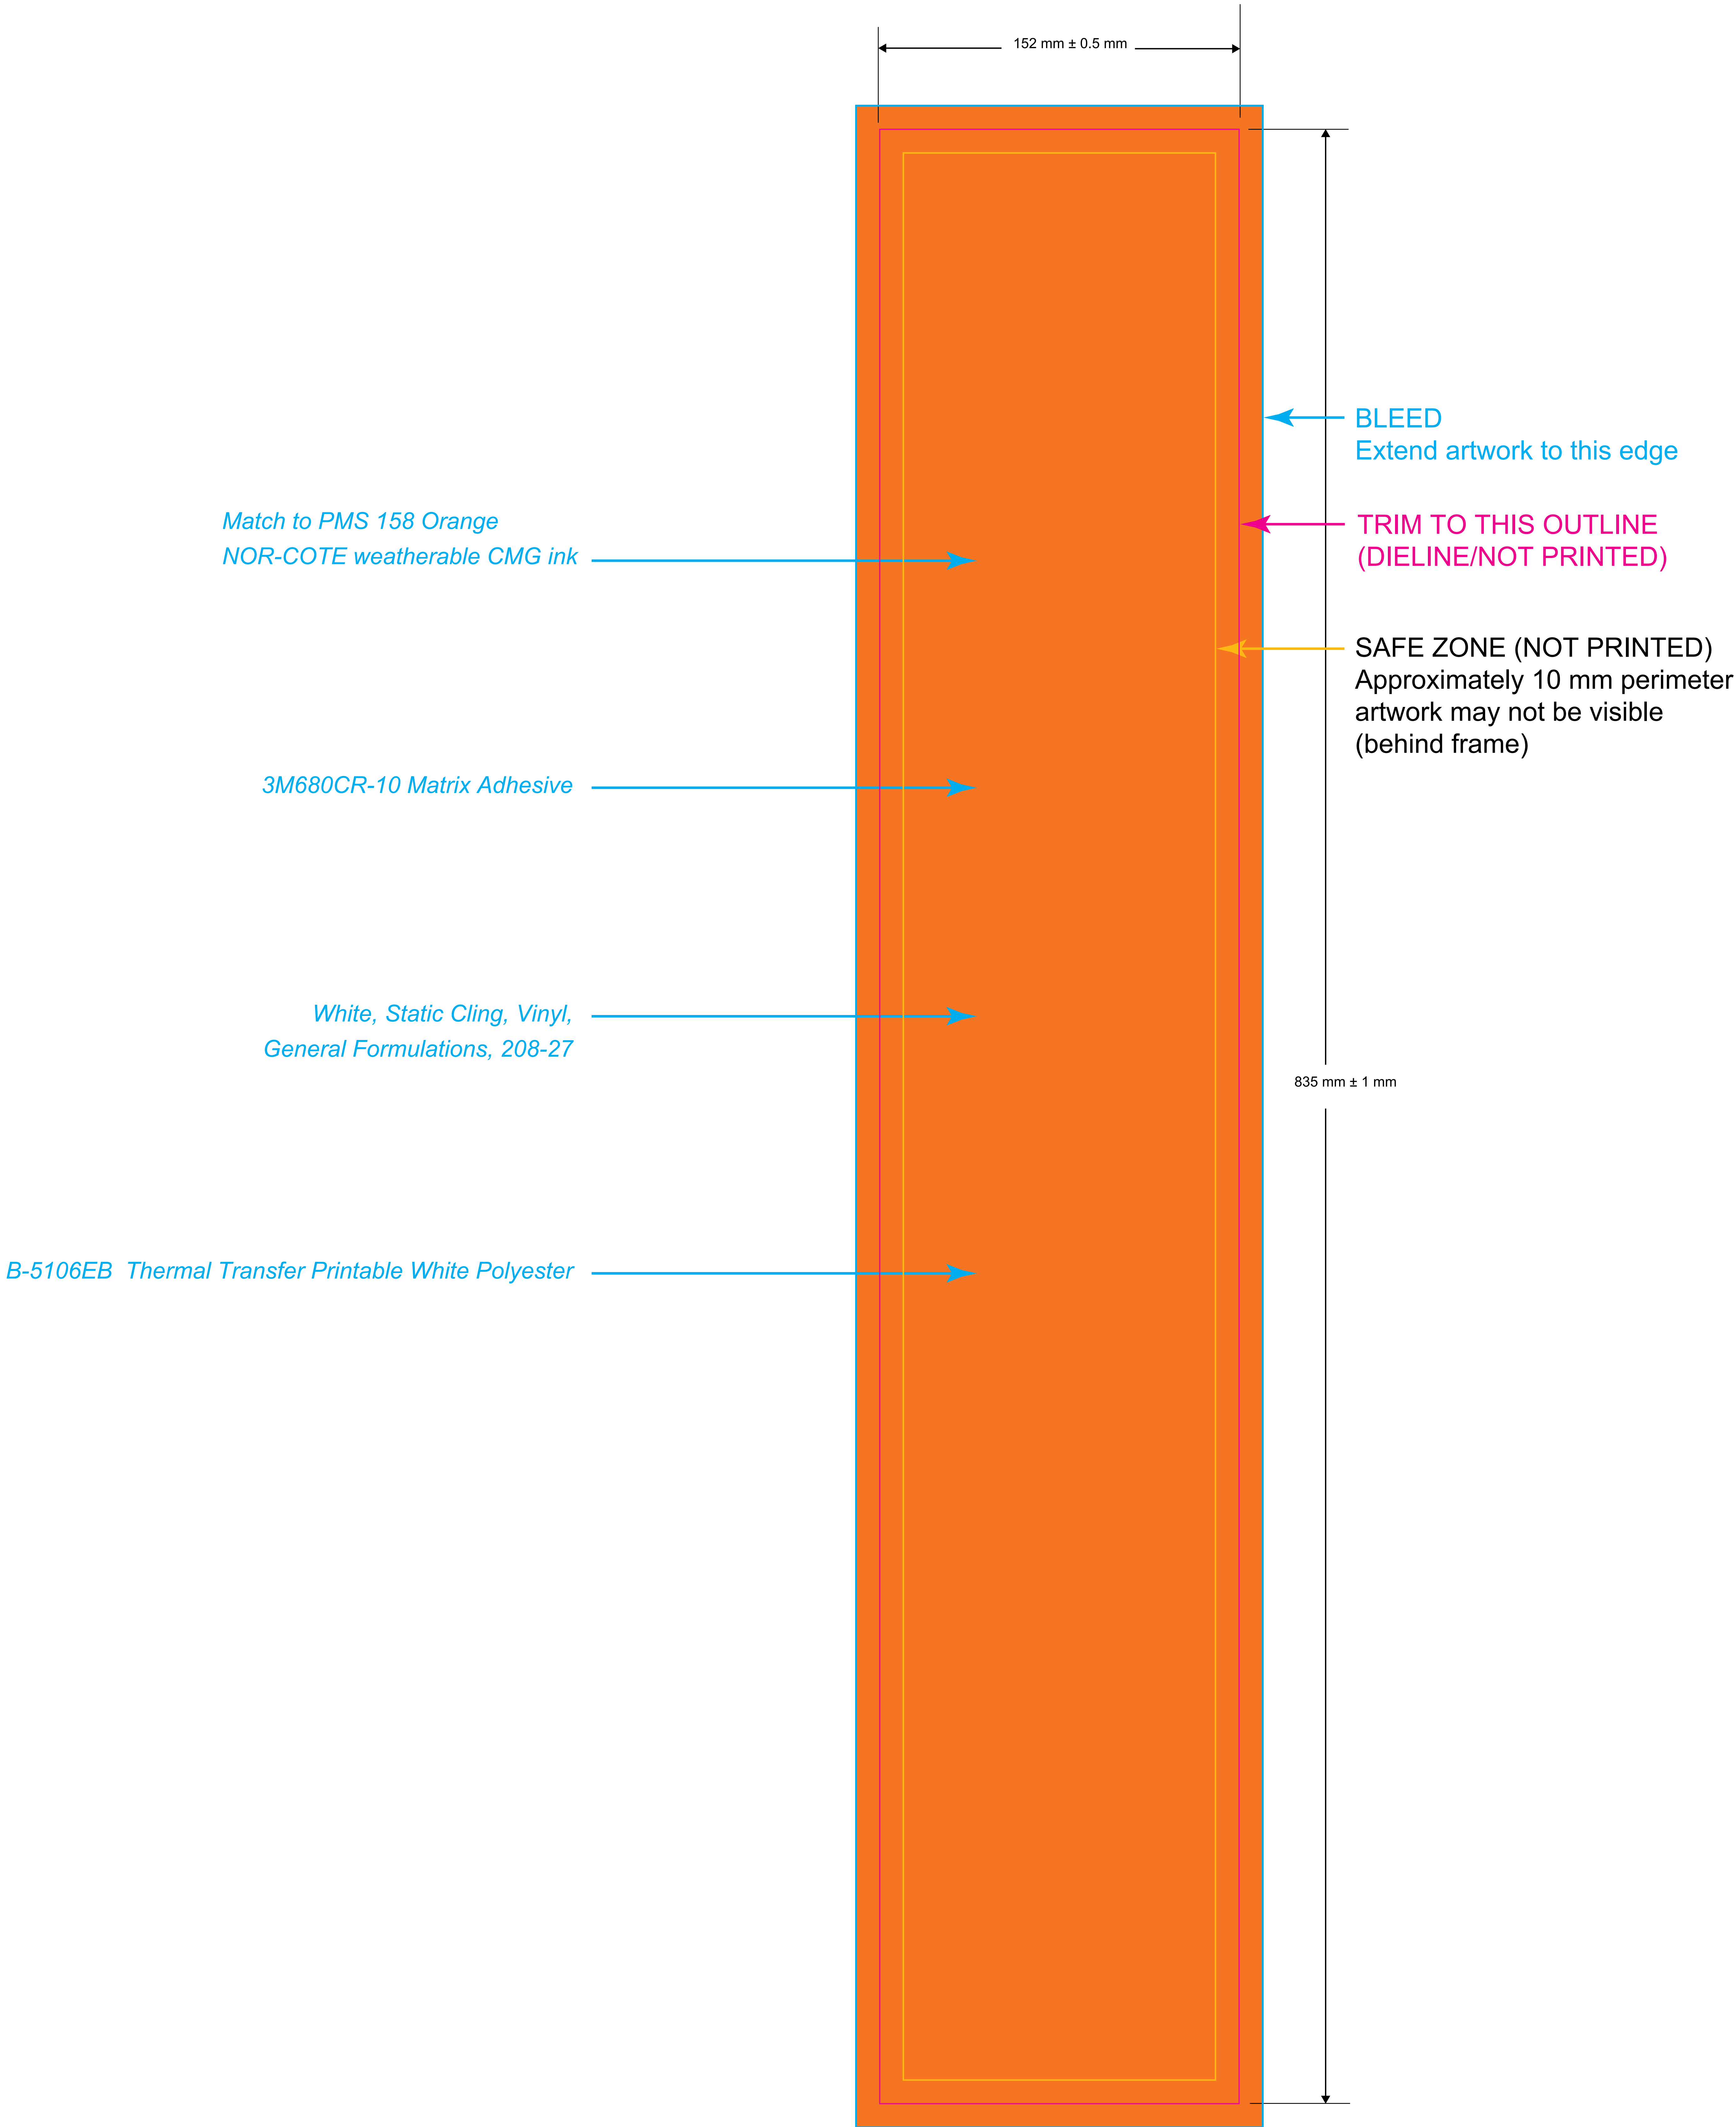 152 mm ± 0.5 mm
BLEED
Extend artwork to this edge
Match to PMS 158 Orange
NOR-COTE weatherable CMG ink
TRIM TO THIS OUTLINE
(DIELINE/NOT PRINTED)
SAFE ZONE (NOT PRINTED)
Approximately 10 mm perimeter
artwork may not be visible
(behind frame)
3M680CR-10 Matrix Adhesive
White, Static Cling, Vinyl,
General Formulations, 208-27
835 mm ± 1 mm
B-5106EB  Thermal Transfer Printable White Polyester